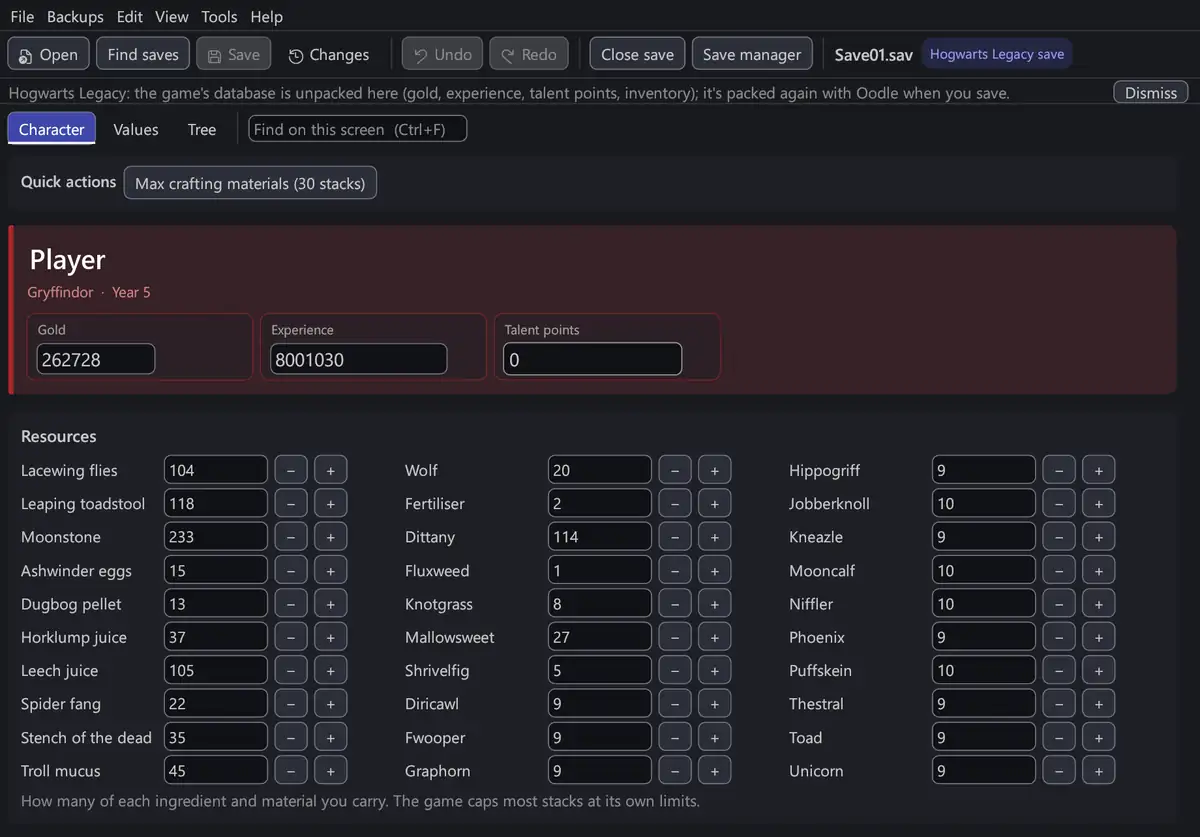 File Backups Edit View Tools Help
Open Find saves Save Changes Undo Redo Close save Save manager Save01.sav Hogwarts Legacy save
Hogwarts Legacy: the game's database is unpacked here (gold, experience, talent points, inventory); it's packed again with Oodle when you save. Dismiss
Character Values Tree Find on this screen (Ctrl+F)
Quick actions Max crafting materials (30 stacks)
Player
Gryffindor · Year 5
Gold Experience Talent points
262728 8001030 0
Resources
Lacewing flies 104 − + Wolf 20 − + Hippogriff 9 − +
Leaping toadstool 118 − + Fertiliser 2 − + Jobberknoll 10 − +
Moonstone 233 − + Dittany 114 − + Kneazle 9 − +
Ashwinder eggs 15 − + Fluxweed 1 − + Mooncalf 10 − +
Dugbog pellet 13 − + Knotgrass 8 − + Niffler 10 − +
Horklump juice 37 − + Mallowsweet 27 − + Phoenix 9 − +
Leech juice 105 − + Shrivelfig 5 − + Puffskein 10 − +
Spider fang 22 − + Diricawl 9 − + Thestral 9 − +
Stench of the dead 35 − + Fwooper 9 − + Toad 9 − +
Troll mucus 45 − + Graphorn 9 − + Unicorn 9 − +
How many of each ingredient and material you carry. The game caps most stacks at its own limits.